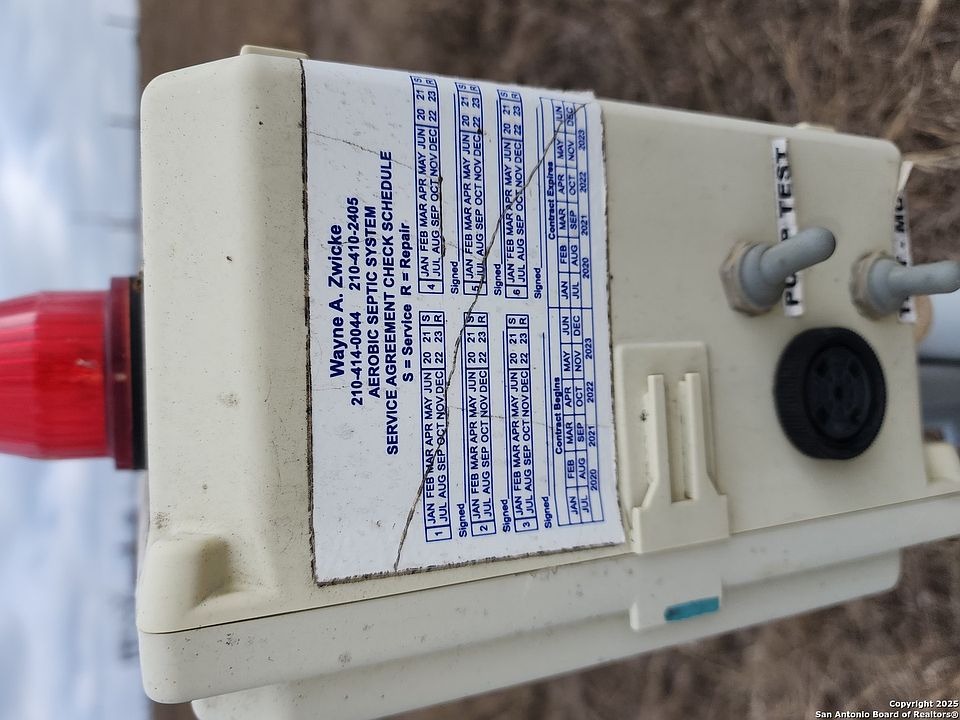 Wayne A. Zwicke
210-414-0044 210-410-2405
AEROBIC SEPTIC SYSTEM
SERVICE AGREEMENT CHECK SCHEDULE
S = Service R = Repair
1 JAN FEB MAR APR MAY JUN 20 21 S
JUL AUG SEP OCT NOV DEC 22 23 R
Signed
2 JAN FEB MAR APR MAY JUN 20 21 S
JUL AUG SEP OCT NOV DEC 22 23 R
Signed
3 JAN FEB MAR APR MAY JUN 20 21 S
JUL AUG SEP OCT NOV DEC 22 23 R
Signed
4 JAN FEB MAR APR MAY JUN 20 21 S
JUL AUG SEP OCT NOV DEC 22 23 R
Signed
5 JAN FEB MAR APR MAY JUN 20 21 S
JUL AUG SEP OCT NOV DEC 22 23 R
Signed
6 JAN FEB MAR APR MAY JUN 20 21 S
JUL AUG SEP OCT NOV DEC 22 23 R
Signed
Contract Begins
JAN FEB MAR APR MAY JUN
JUL AUG SEP OCT NOV DEC
2020 2021 2022 2023
Contract Expires
JAN FEB MAR APR MAY JUN
JUL AUG SEP OCT NOV DEC
2020 2021 2022 2023
TEST
Copyright 2025
San Antonio Board of Realtors®